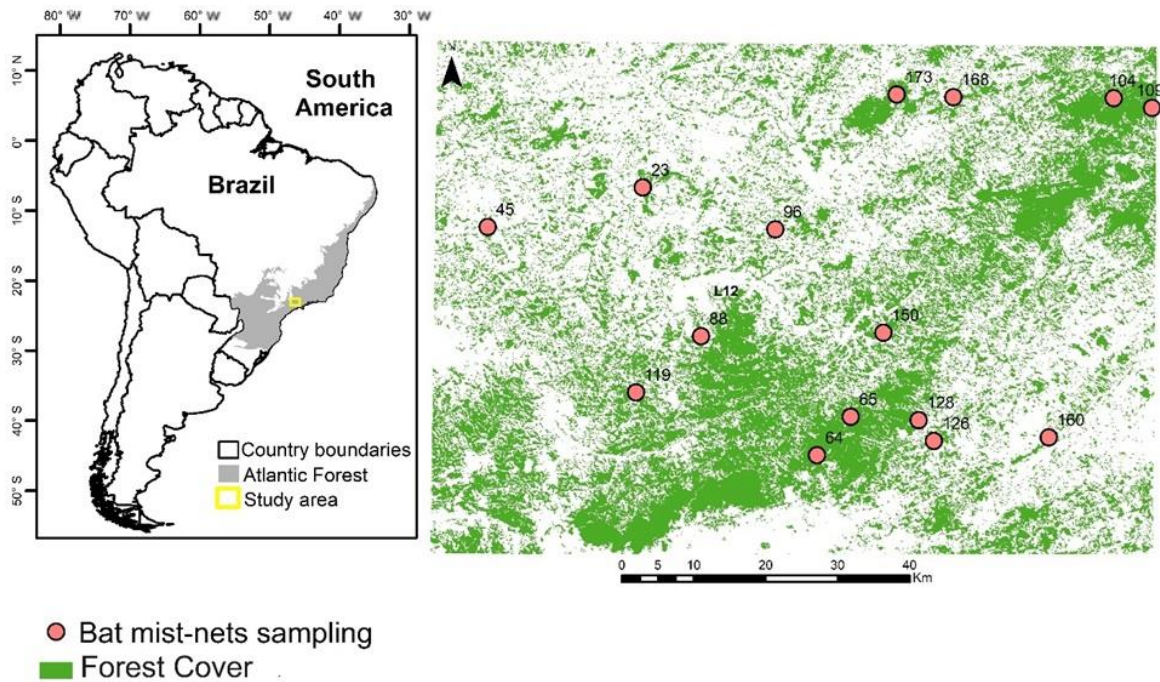 80° W 70° W 60° W 50° W 40° W 30° W
10°N
0°
10°S
20°S
30°S
40°S
50°S
South
America
Brazil
Country boundaries
Atlantic Forest
Study area
173
168
104
109
23
45
96
L12
88
150
119
65
128
126
160
64
0 5 10 20 30 40
Km
Bat mist-nets sampling
Forest Cover